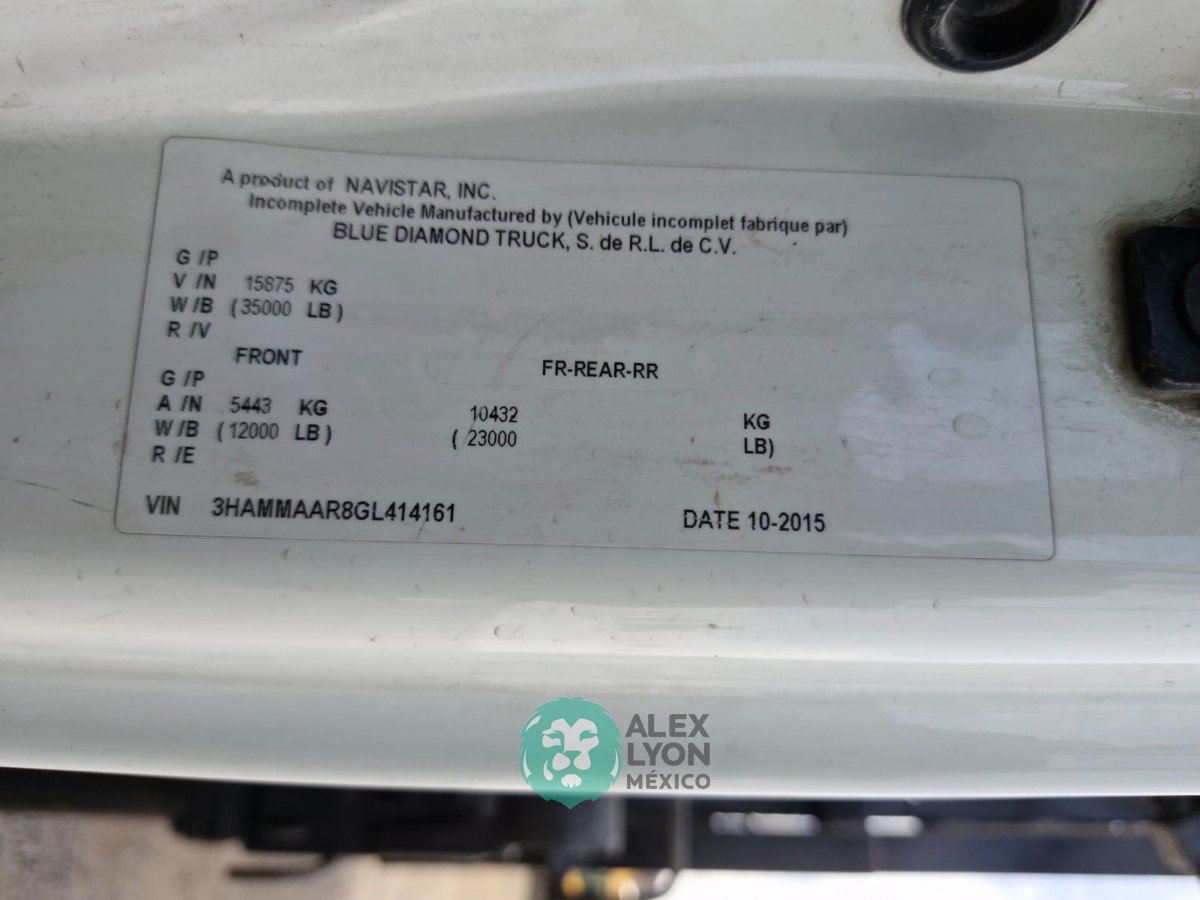 A product of NAVISTAR, INC.
Incomplete Vehicle Manufactured by (Vehicule incomplet fabrique par)
BLUE DIAMOND TRUCK, S. de R.L. de C.V.
G /P
V /N 15875 KG
W /B ( 35000 LB )
R /V
FRONT FR-REAR-RR
G /P
A /N 5443 KG 10432 KG
W /B ( 12000 LB ) ( 23000 LB)
R /E
VIN 3HAMMAAR8GL414161 DATE 10-2015
ALEX
LYON
MÉXICO